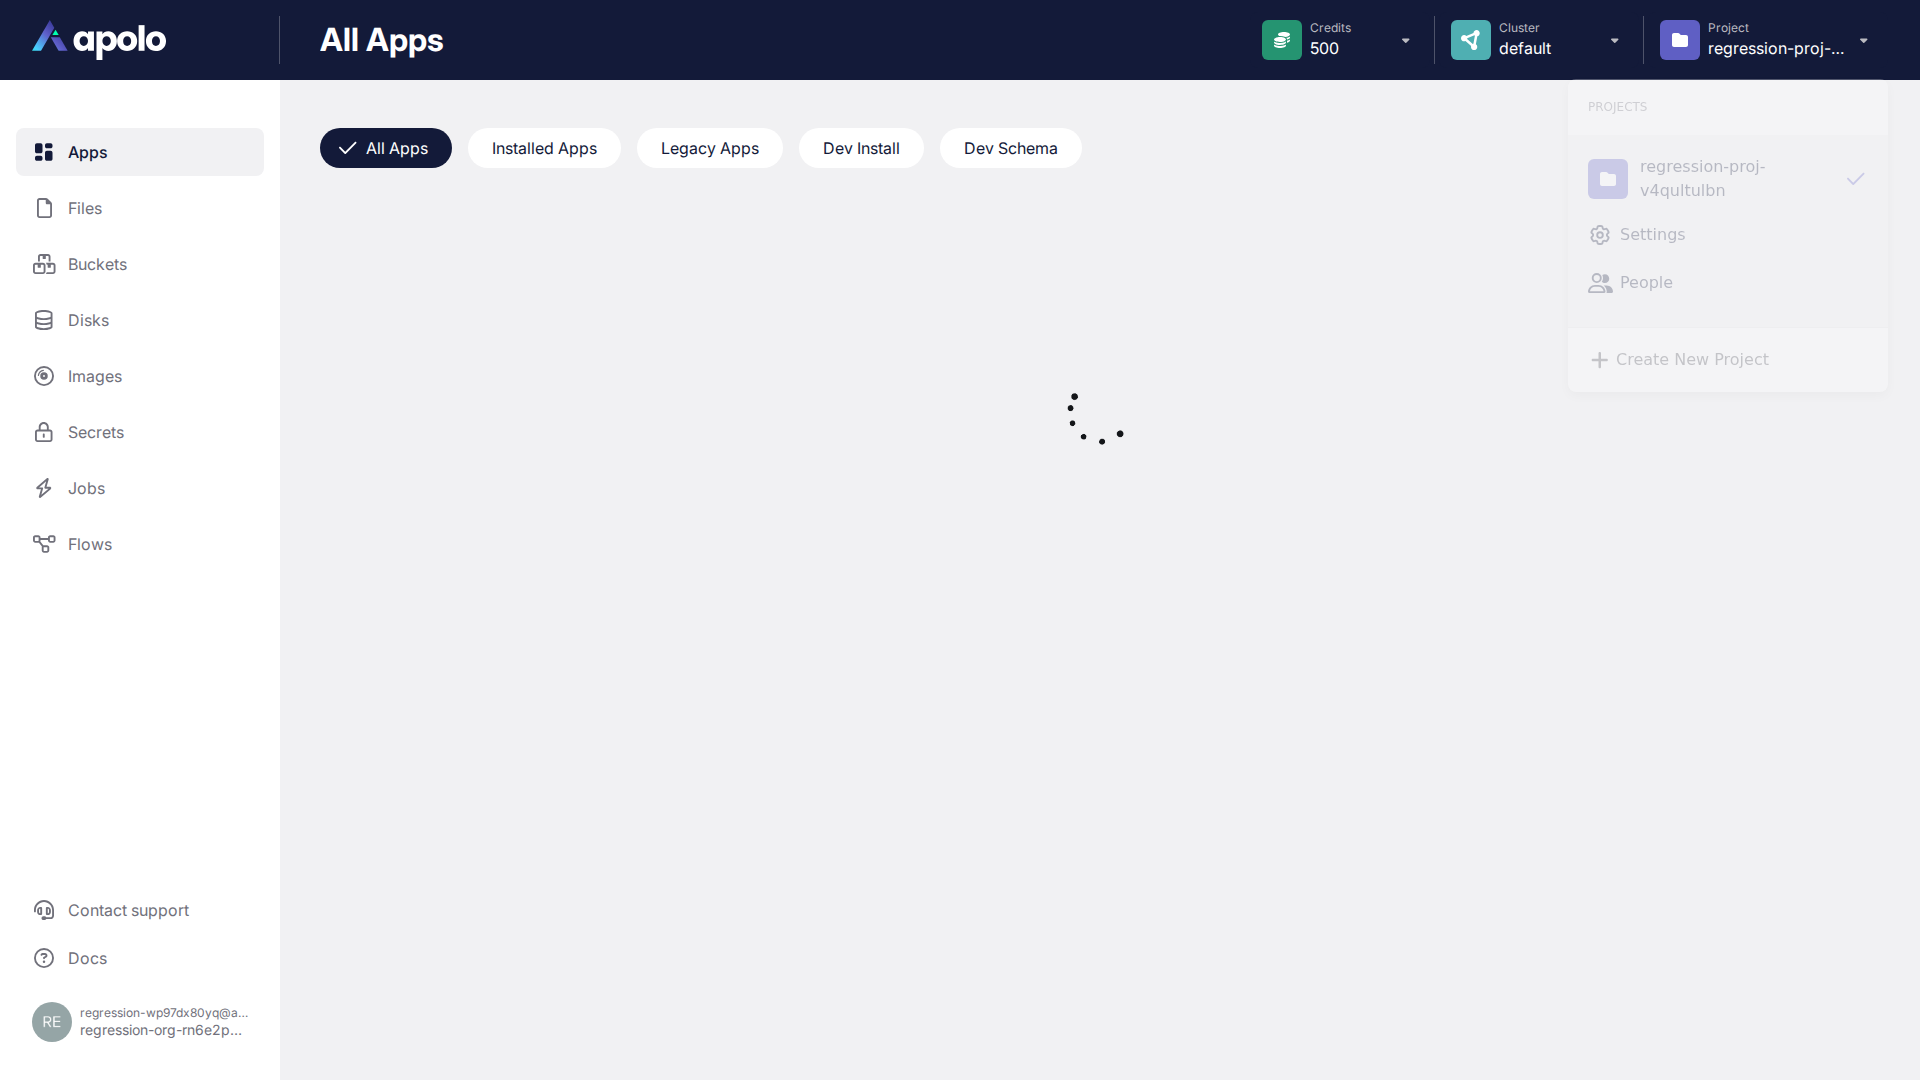 apolo
All Apps
Credits
500
Cluster
default
Project
regression-proj-...
Apps
Files
Buckets
Disks
Images
Secrets
Jobs
Flows
Contact support
Docs
RE
regression-wp97dx80yq@a...
regression-org-rn6e2p...
All Apps
Installed Apps
Legacy Apps
Dev Install
Dev Schema
PROJECTS
regression-proj-
v4qultulbn
Settings
People
Create New Project